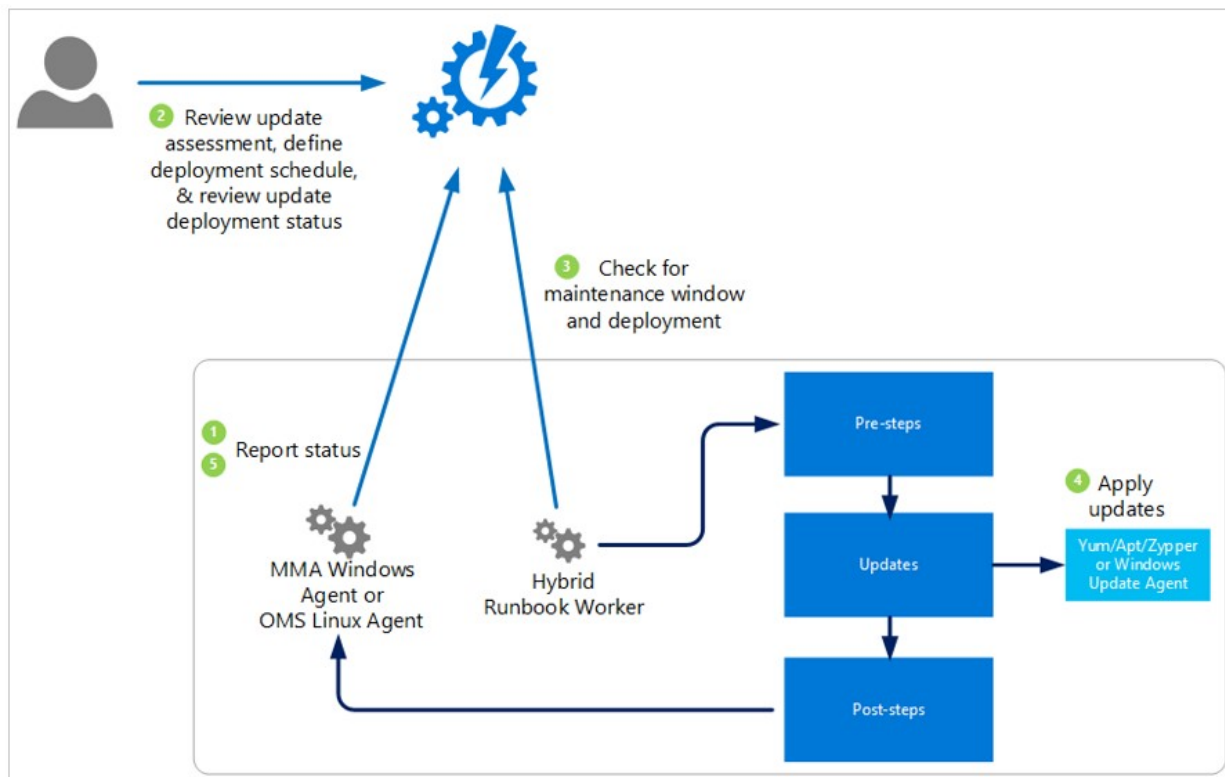 2 Review update
assessment, define
deployment schedule,
& review update
deployment status
3 Check for
maintenance window
and deployment
1
5
Report status
MMA Windows
Agent or
OMS Linux Agent
Hybrid
Runbook Worker
Pre-steps
Updates
Post-steps
4 Apply
updates
Yum/Apt/Zypper
or Windows
Update Agent